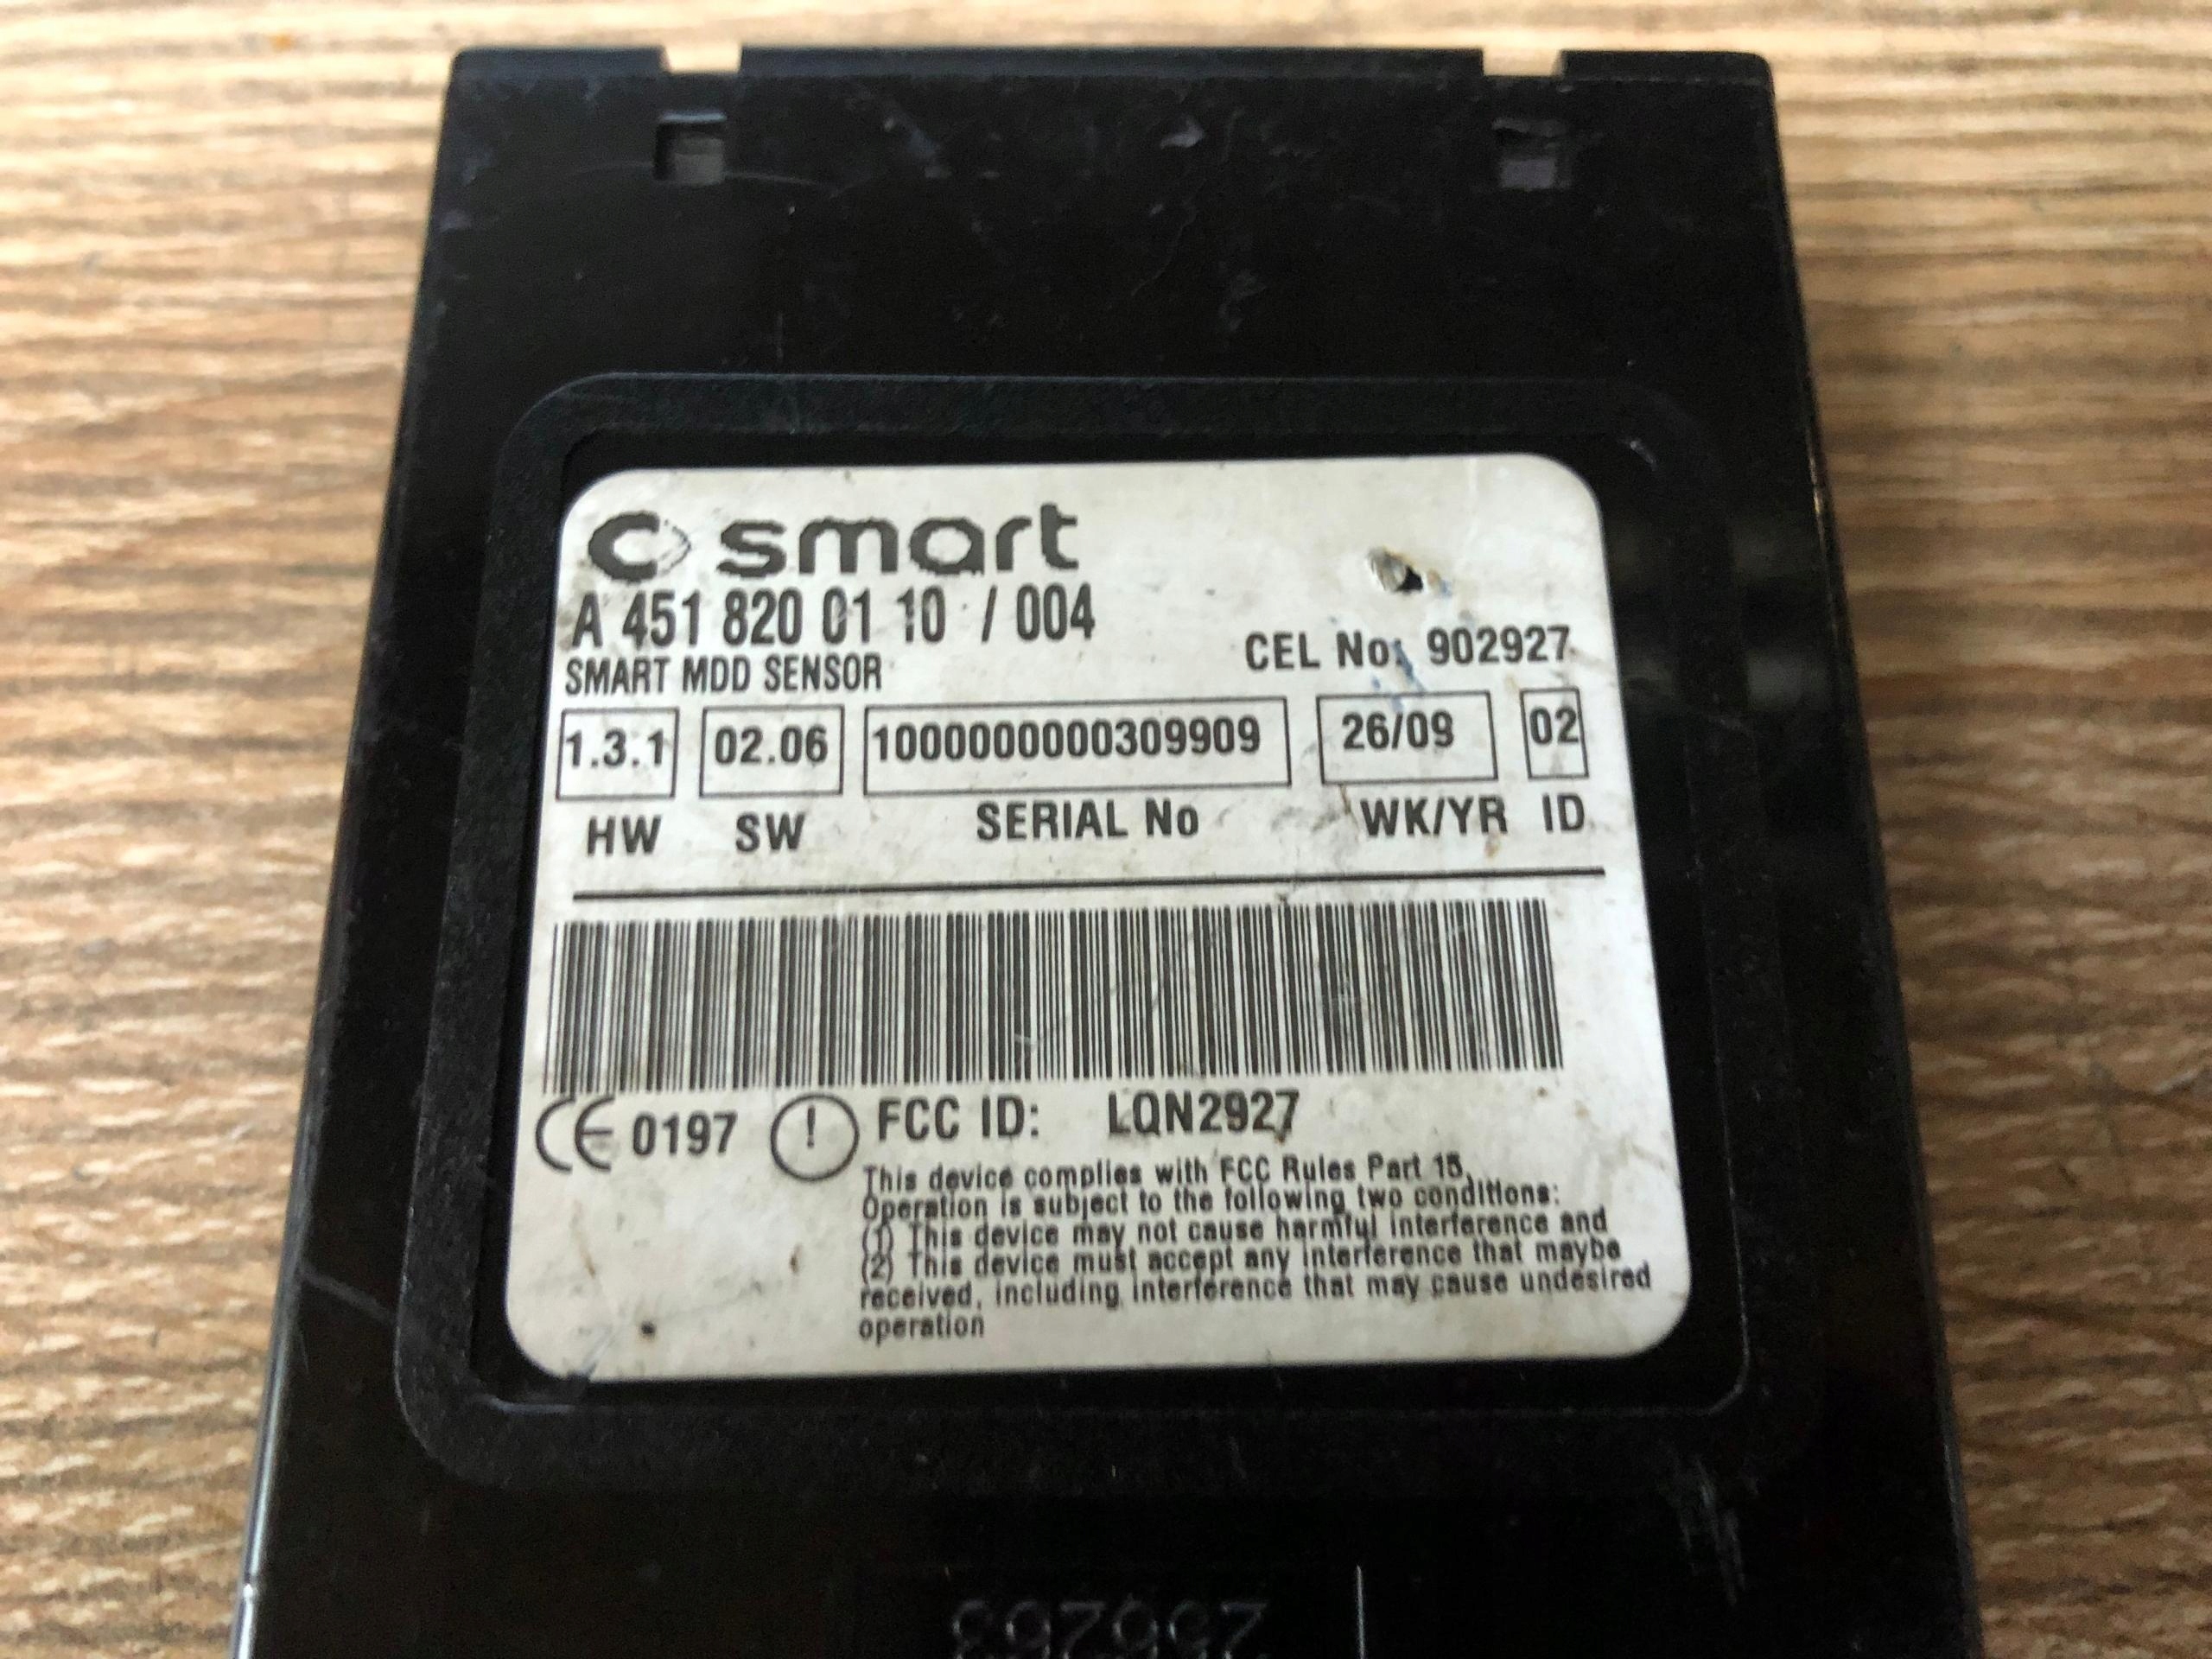 smart
A 451 820 01 10 / 004
SMART MDD SENSOR
CEL No: 902927
1.3.1 02.06 1000000000309909 26/09 02
HW SW SERIAL No WK/YR ID
CE 0197 ! FCC ID: LQN2927
This device complies with FCC Rules Part 15.
Operation is subject to the following two conditions:
(1) This device may not cause harmful interference and
(2) This device must accept any interference that maybe
received, including interference that may cause undesired
operation